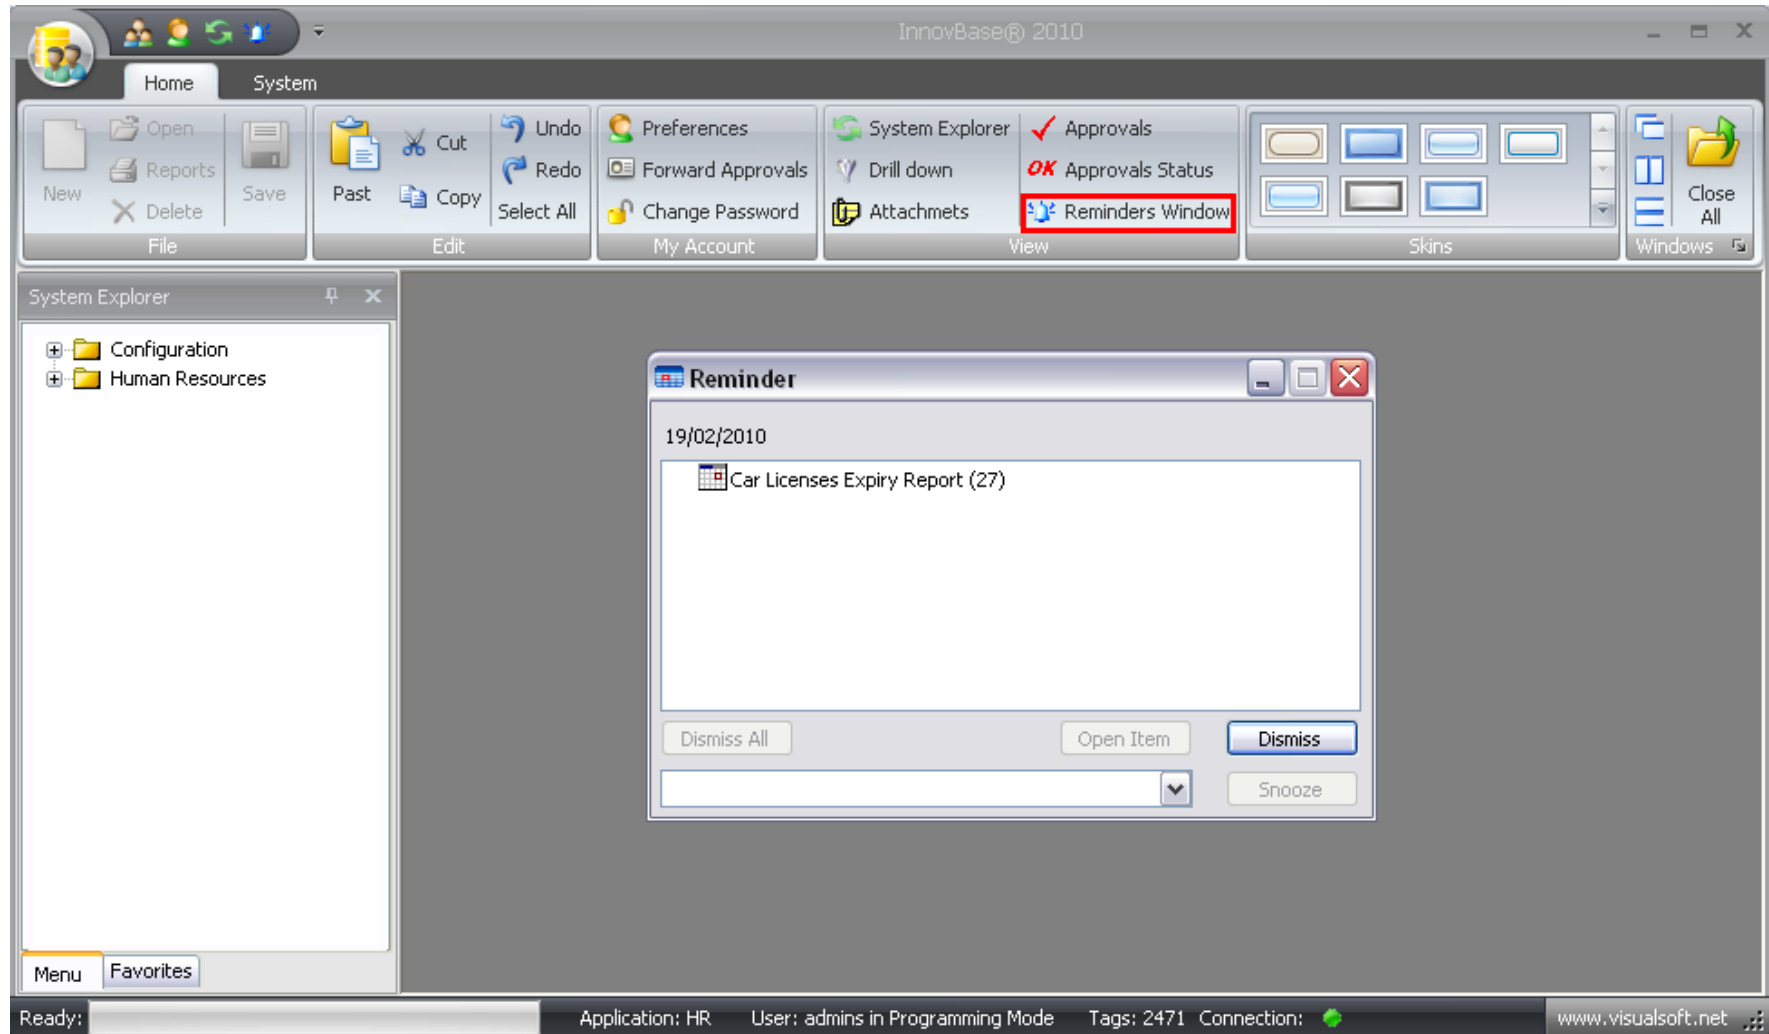 InnovBase® 2010
Home System
New
Open
Reports
Delete
Save
File
Past
Cut
Copy
Undo
Redo
Select All
Edit
Preferences
Forward Approvals
Change Password
My Account
System Explorer
Drill down
Attachmets
Approvals
OK Approvals Status
Reminders Window
View
Skins
Close
All
Windows
System Explorer
Configuration
Human Resources
Reminder
19/02/2010
Car Licenses Expiry Report (27)
Dismiss All Open Item Dismiss
Snooze
Menu Favorites
Ready: Application: HR User: admins in Programming Mode Tags: 2471 Connection: www.visualsoft.net